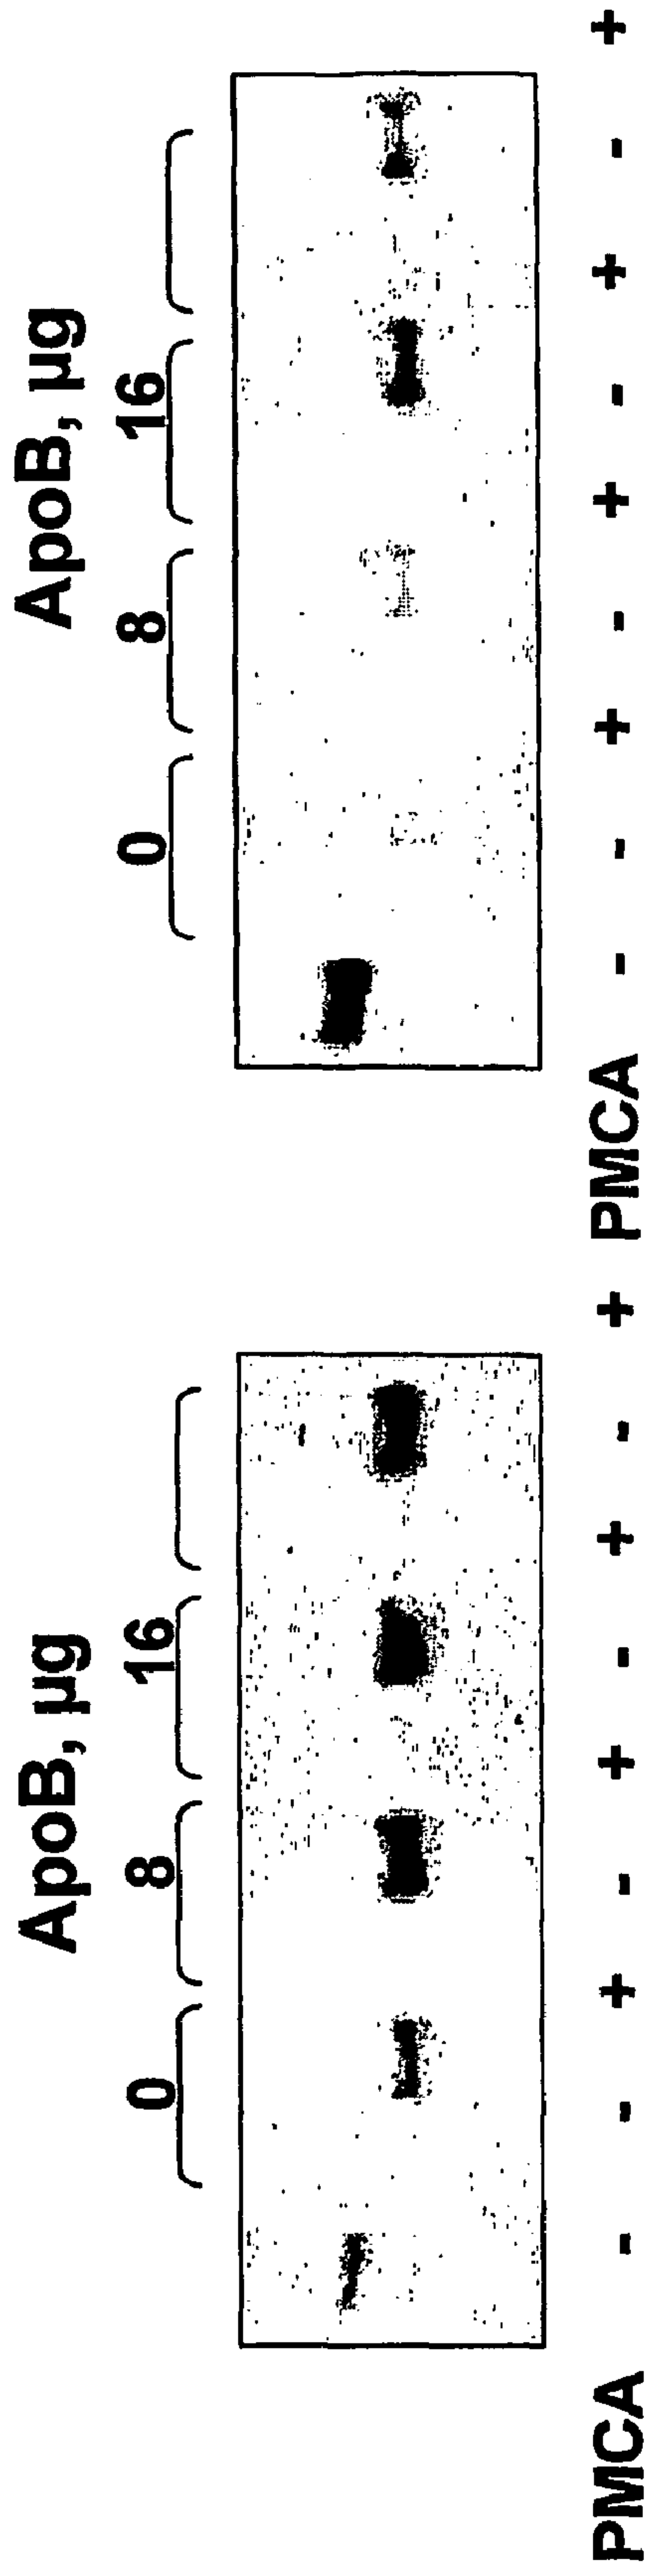 ApoB, µg
0 8 16
PMCA - - + - + - + - +
ApoB, µg
0 8 16
PMCA - - + - + - + - +